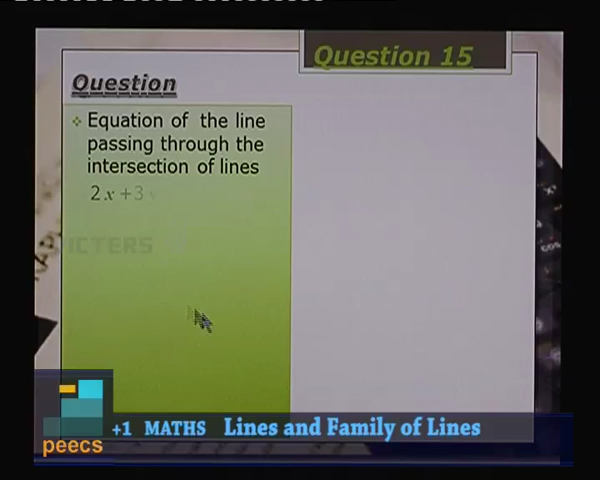 Question 15
Question
Equation of the line
passing through the
intersection of lines
2x+3
ICTERS
peecs
+1 MATHS Lines and Family of Lines